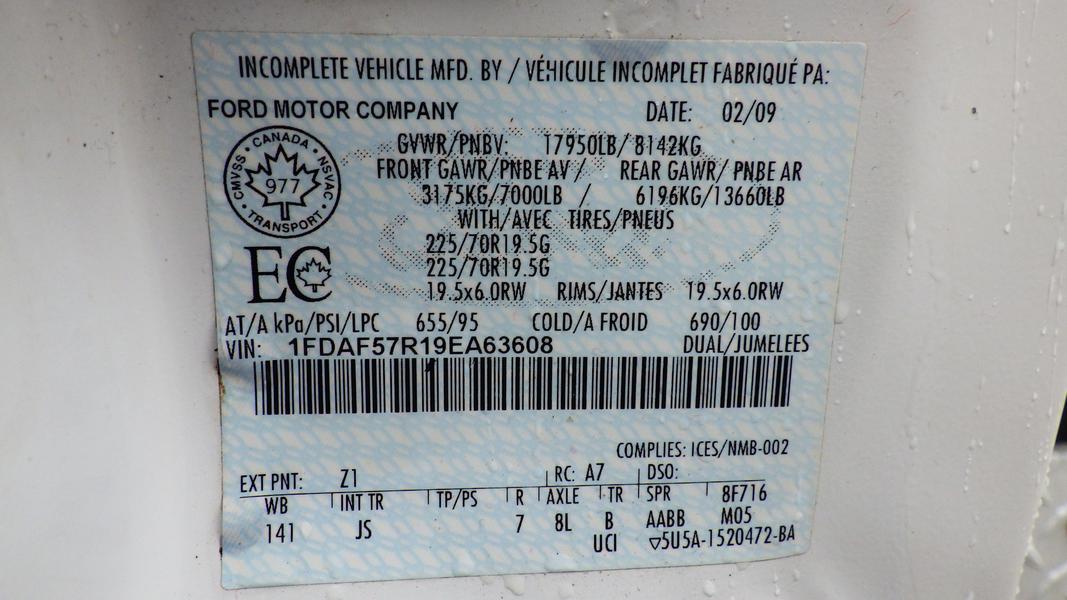 INCOMPLETE VEHICLE MFD. BY / VÉHICULE INCOMPLET FABRIQUÉ PA:
FORD MOTOR COMPANY DATE: 02/09
GVWR/PNBV: 17950LB/ 8142KG
FRONT GAWR/PNBE AV / REAR GAWR/ PNBE AR
3175KG/7000LB / 6196KG/13660LB
WITH/AVEC TIRES/PNEUS
225/70R19.5G
225/70R19.5G
19.5x6.0RW RIMS/JANTES 19.5x6.0RW
CANADA
CMVSS 977 NSVAC
TRANSPORT
EC
AT/A kPa/PSI/LPC 655/95 COLD/A FROID 690/100
VIN: 1FDAF57R19EA63608 DUAL/JUMELEES
COMPLIES: ICES/NMB-002
EXT PNT: Z1 RC: A7 DSO:
WB INT TR TP/PS R AXLE TR SPR 8F716
141 JS 7 8L B AABB M05
UCI ▽5U5A-1520472-BA